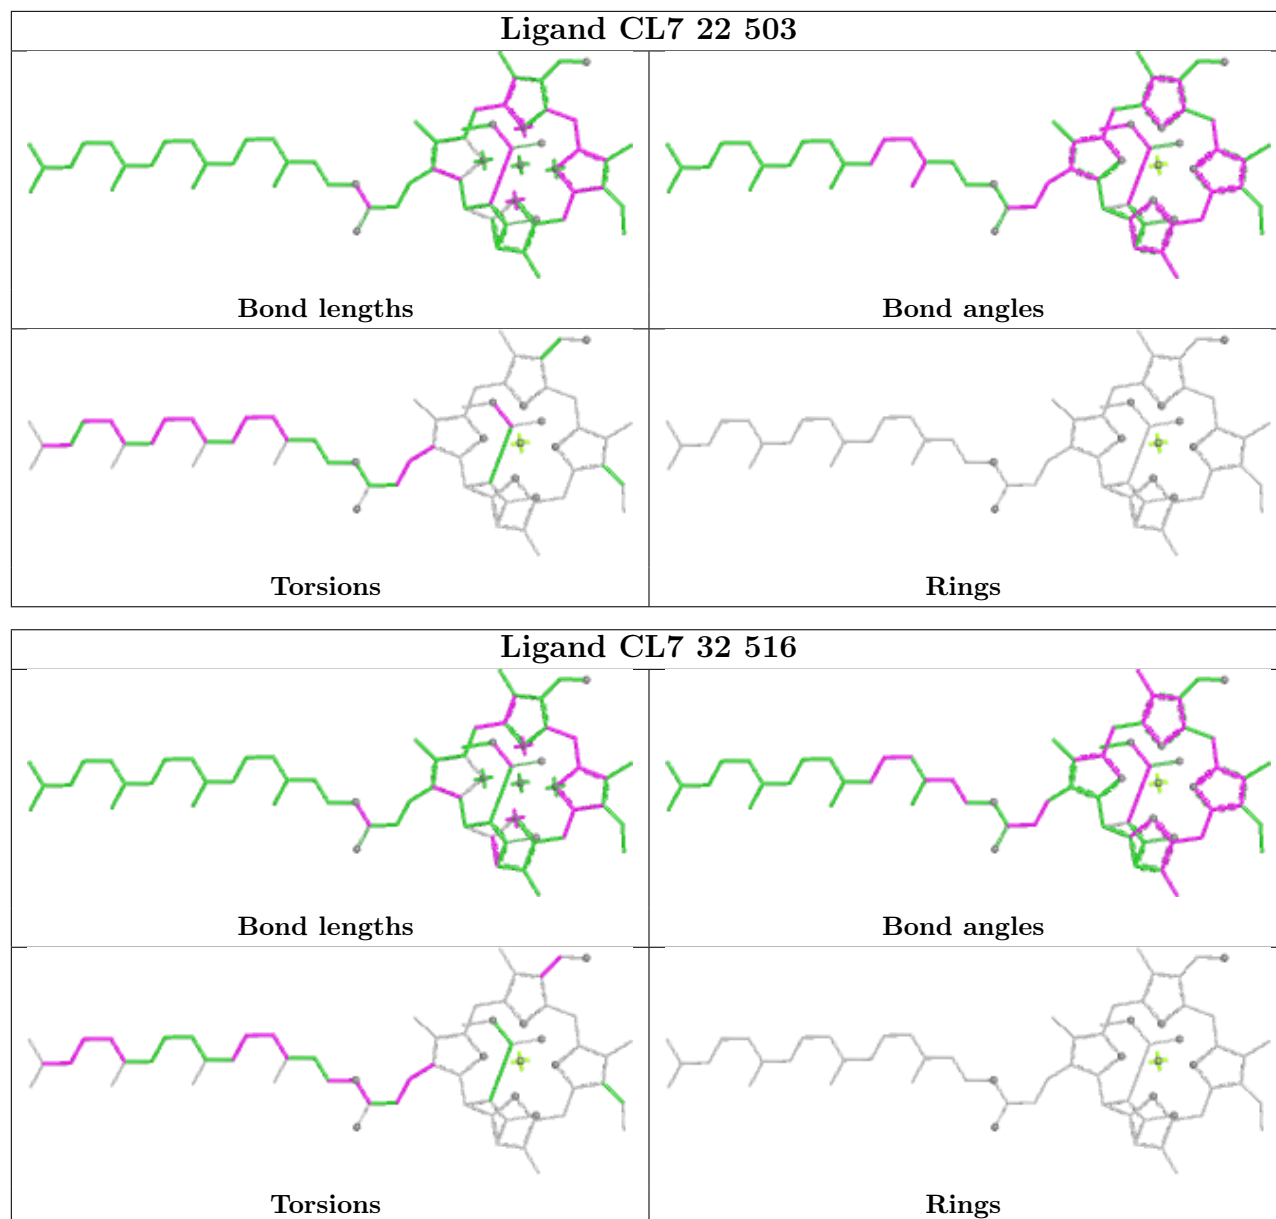 Ligand CL7 22 503
Bond lengths
Bond angles
Torsions
Rings
Ligand CL7 32 516
Bond lengths
Bond angles
Torsions
Rings